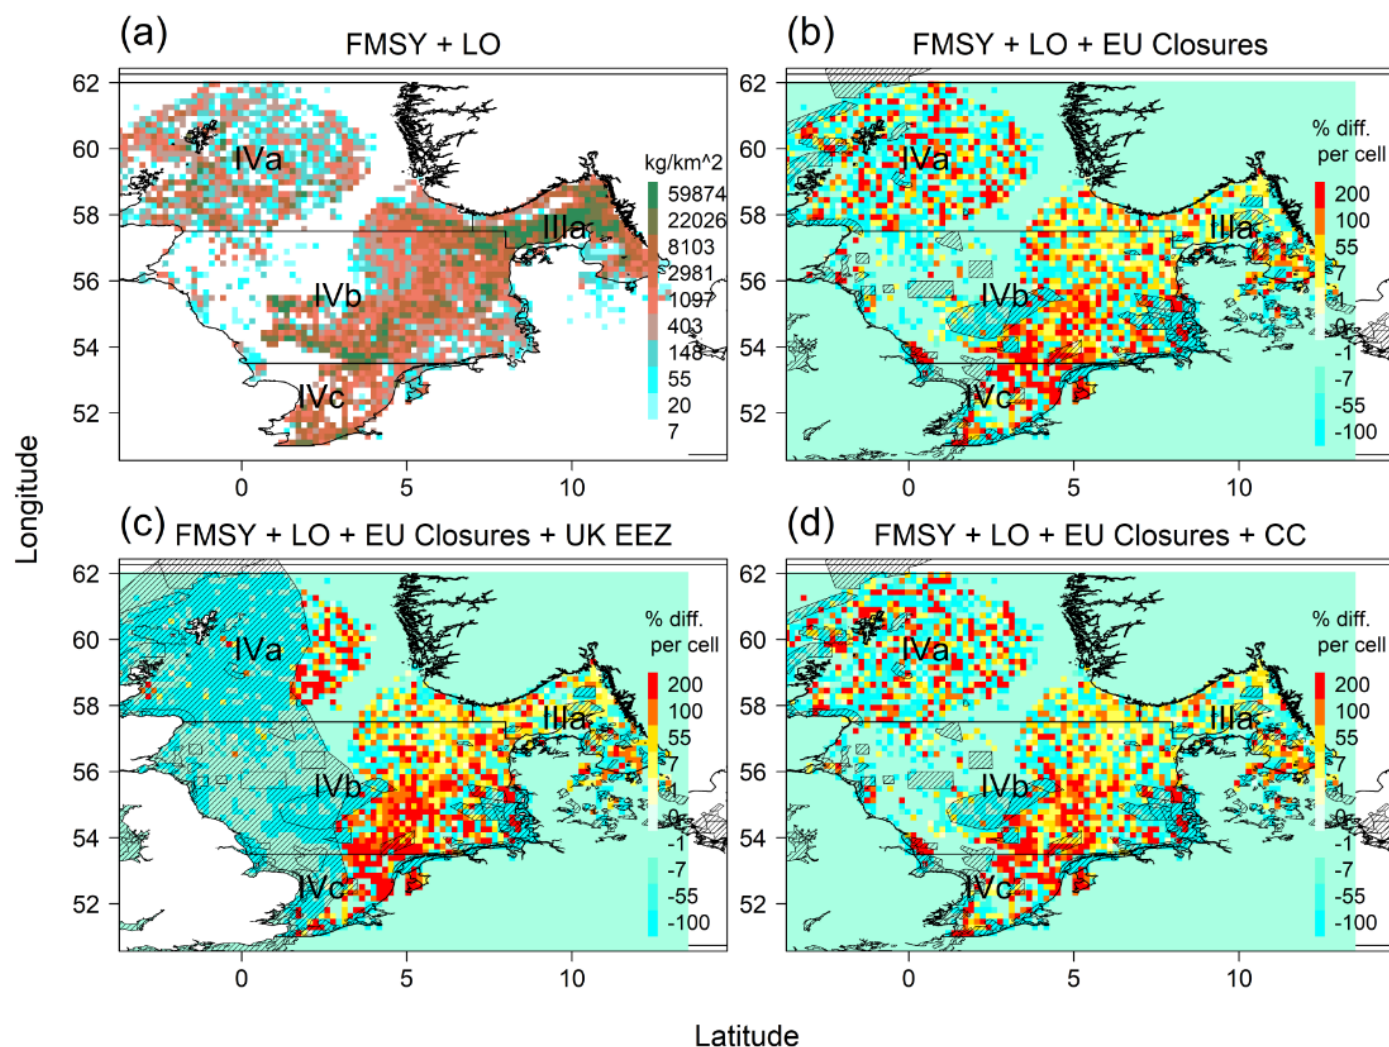 (a)
FMSY + LO
62
60
58
56
54
52
0
5
10
IVa
IVb
IVc
IIIa
kg/km^2
59874
22026
8103
2981
1097
403
148
55
20
7
(b)
FMSY + LO + EU Closures
62
60
58
56
54
52
0
5
10
IVa
IVb
IVc
IIIa
% diff.
per cell
200
100
55
7
1
0
-1
-7
-55
-100
(c)
FMSY + LO + EU Closures + UK EEZ
62
60
58
56
54
52
0
5
10
IVa
IVb
IVc
IIIa
% diff.
per cell
200
100
55
7
1
0
-1
-7
-55
-100
(d)
FMSY + LO + EU Closures + CC
62
60
58
56
54
52
0
5
10
IVa
IVb
IVc
IIIa
% diff.
per cell
200
100
55
7
1
0
-1
-7
-55
-100
Longitude
Latitude